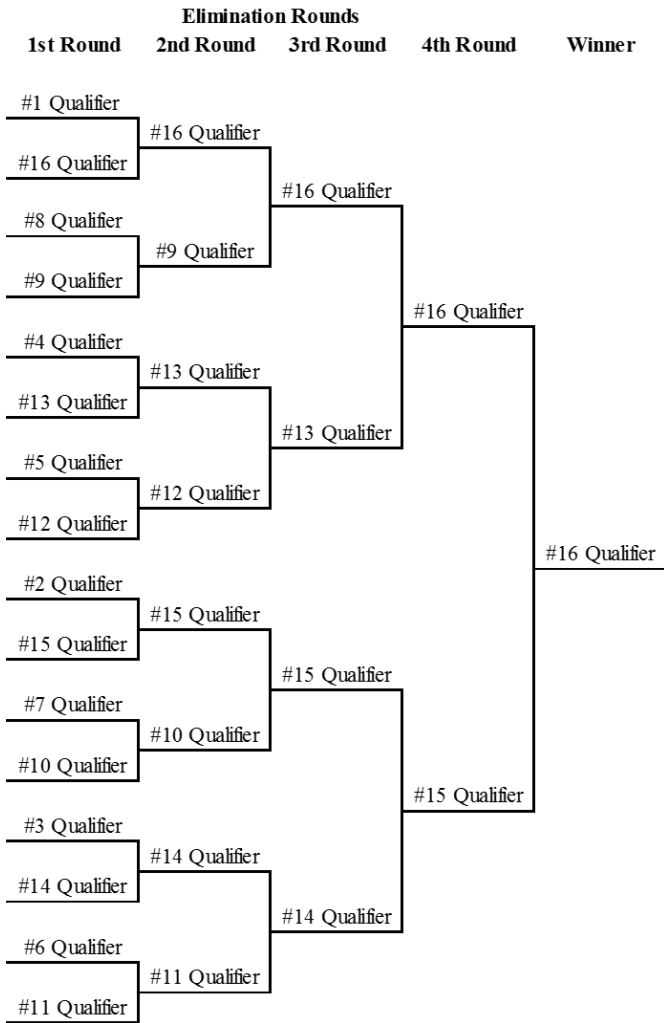 Elimination Rounds
1st Round 2nd Round 3rd Round 4th Round Winner
#1 Qualifier
#16 Qualifier
#16 Qualifier
#16 Qualifier
#8 Qualifier
#9 Qualifier
#9 Qualifier
#16 Qualifier
#4 Qualifier
#13 Qualifier
#13 Qualifier
#13 Qualifier
#5 Qualifier
#12 Qualifier
#12 Qualifier
#16 Qualifier
#2 Qualifier
#15 Qualifier
#15 Qualifier
#15 Qualifier
#7 Qualifier
#10 Qualifier
#10 Qualifier
#15 Qualifier
#3 Qualifier
#14 Qualifier
#14 Qualifier
#14 Qualifier
#6 Qualifier
#11 Qualifier
#11 Qualifier